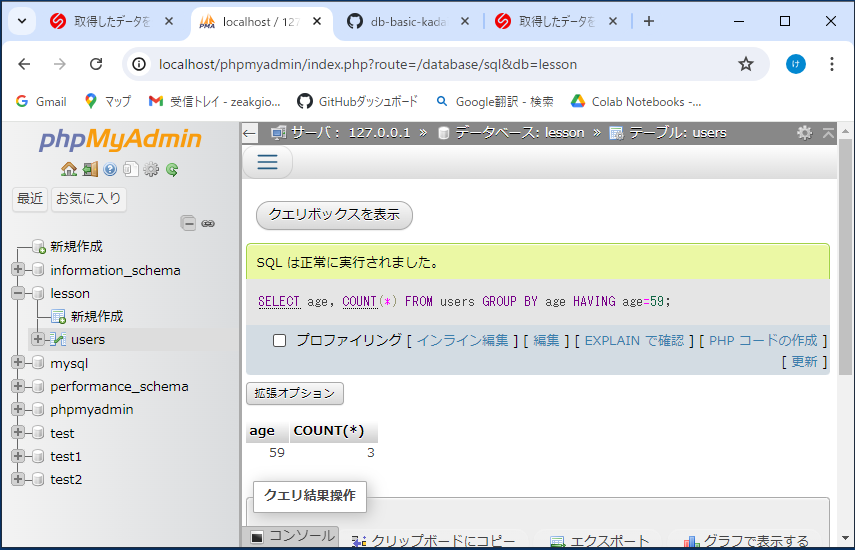 取得したデータを
localhost / 127
db-basic-kada
取得したデータを
localhost/phpmyadmin/index.php?route=/database/sql&db=lesson
け
Gmail
マップ
受信トレイ - zeakgio...
GitHubダッシュボード
Google翻訳 - 検索
Colab Notebooks -...
phpMyAdmin
最近
お気に入り
新規作成
information_schema
lesson
新規作成
users
mysql
performance_schema
phpmyadmin
test
test1
test2
サーバ: 127.0.0.1 » データベース: lesson » テーブル: users
クエリボックスを表示
SQL は正常に実行されました。
SELECT age, COUNT(*) FROM users GROUP BY age HAVING age=59;
プロファイリング [ インライン編集 ] [ 編集 ] [ EXPLAIN で確認 ] [ PHP コードの作成 ]
[ 更新 ]
拡張オプション
age COUNT(*)
59 3
クエリ結果操作
コンソール
クリップボードにコピー
エクスポート
グラフで表示する